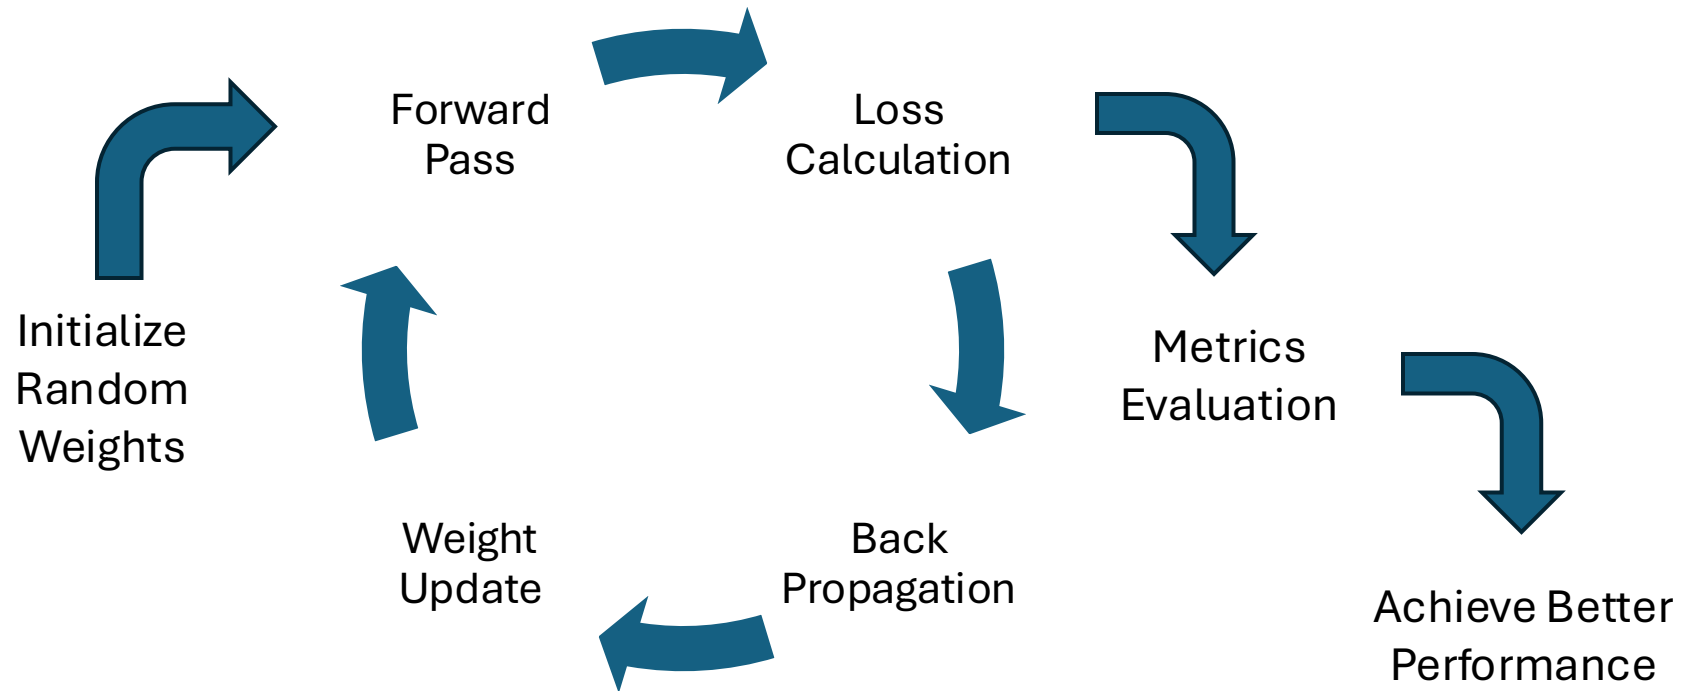 Forward
Pass
Loss
Calculation
Initialize
Random
Weights
Metrics
Evaluation
Weight
Update
Back
Propagation
Achieve Better
Performance